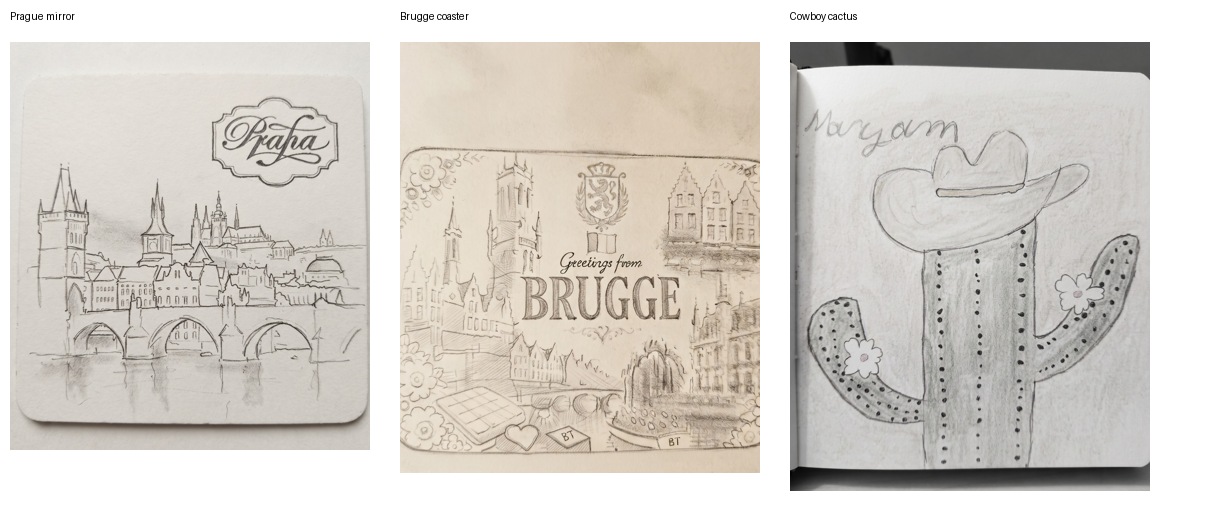 Prague mirror
Brugge coaster
Cowboy cactus
Praha
Greetings from
BRUGGE
BT
BT
Maryam